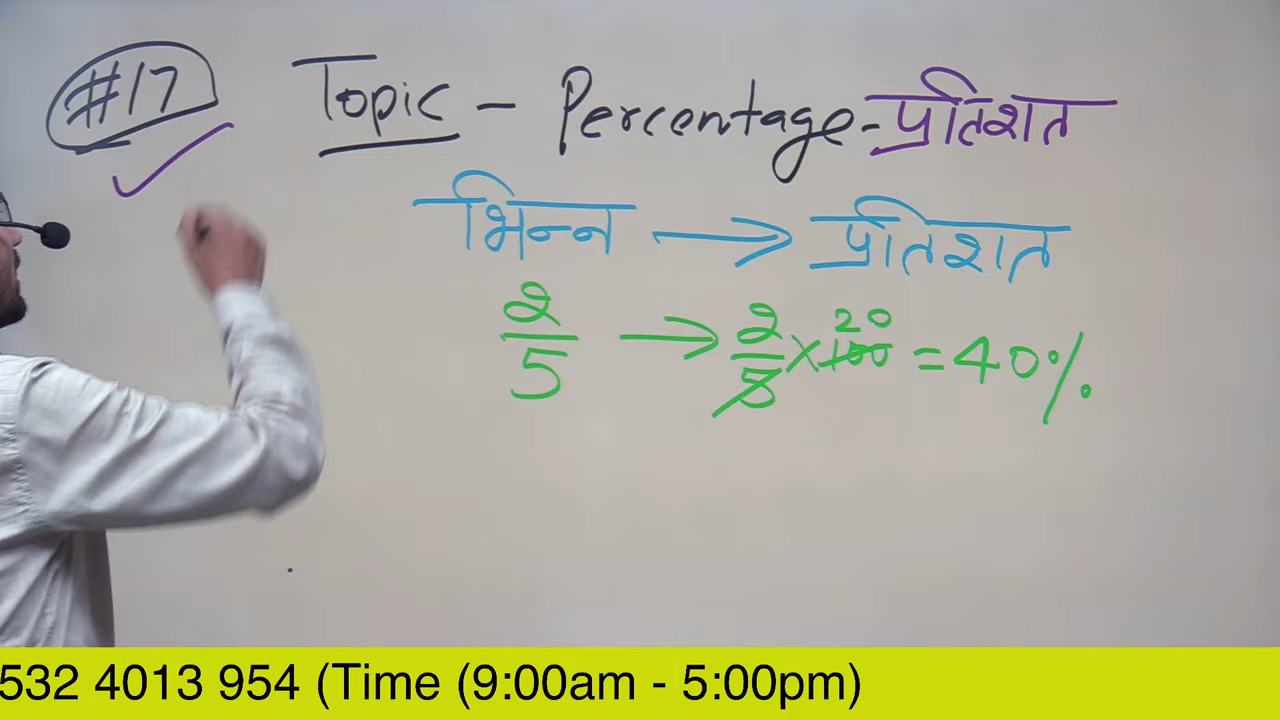 #17 Topic - Percentage - प्रतिशत
भिन्न → प्रतिशत
2/5 → 2/5 × 100 20 = 40%
532 4013 954 (Time (9:00am - 5:00pm)